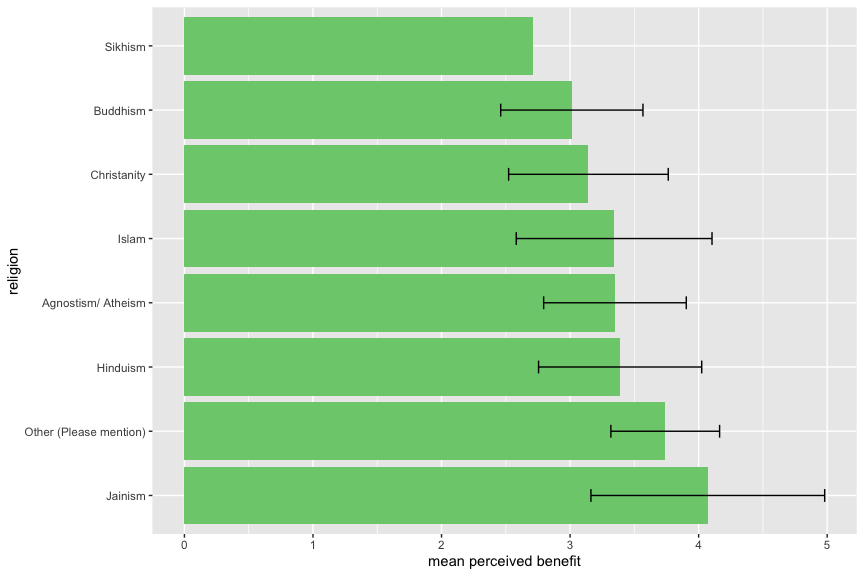 Sikhism
Buddhism
Christanity
Islam
Agnostism/ Atheism
Hinduism
Other (Please mention)
Jainism
religion
0 1 2 3 4 5
mean perceived benefit